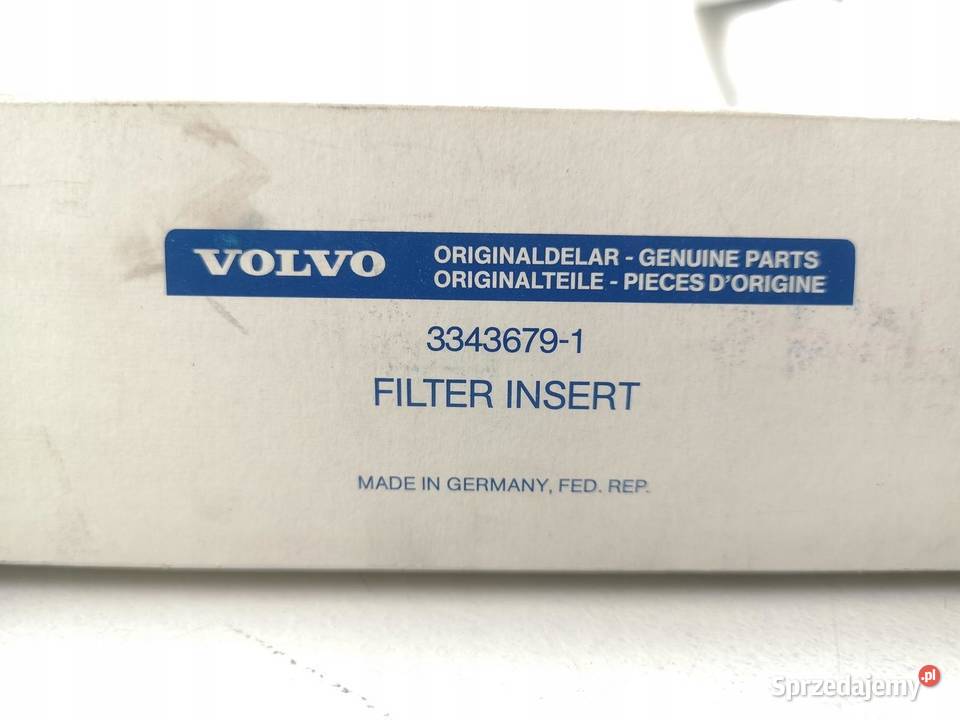 VOLVO
ORIGINALDELAR - GENUINE PARTS
ORIGINALTEILE - PIECES D'ORIGINE
3343679-1
FILTER INSERT
MADE IN GERMANY, FED. REP.
Sprzedajemy.pl